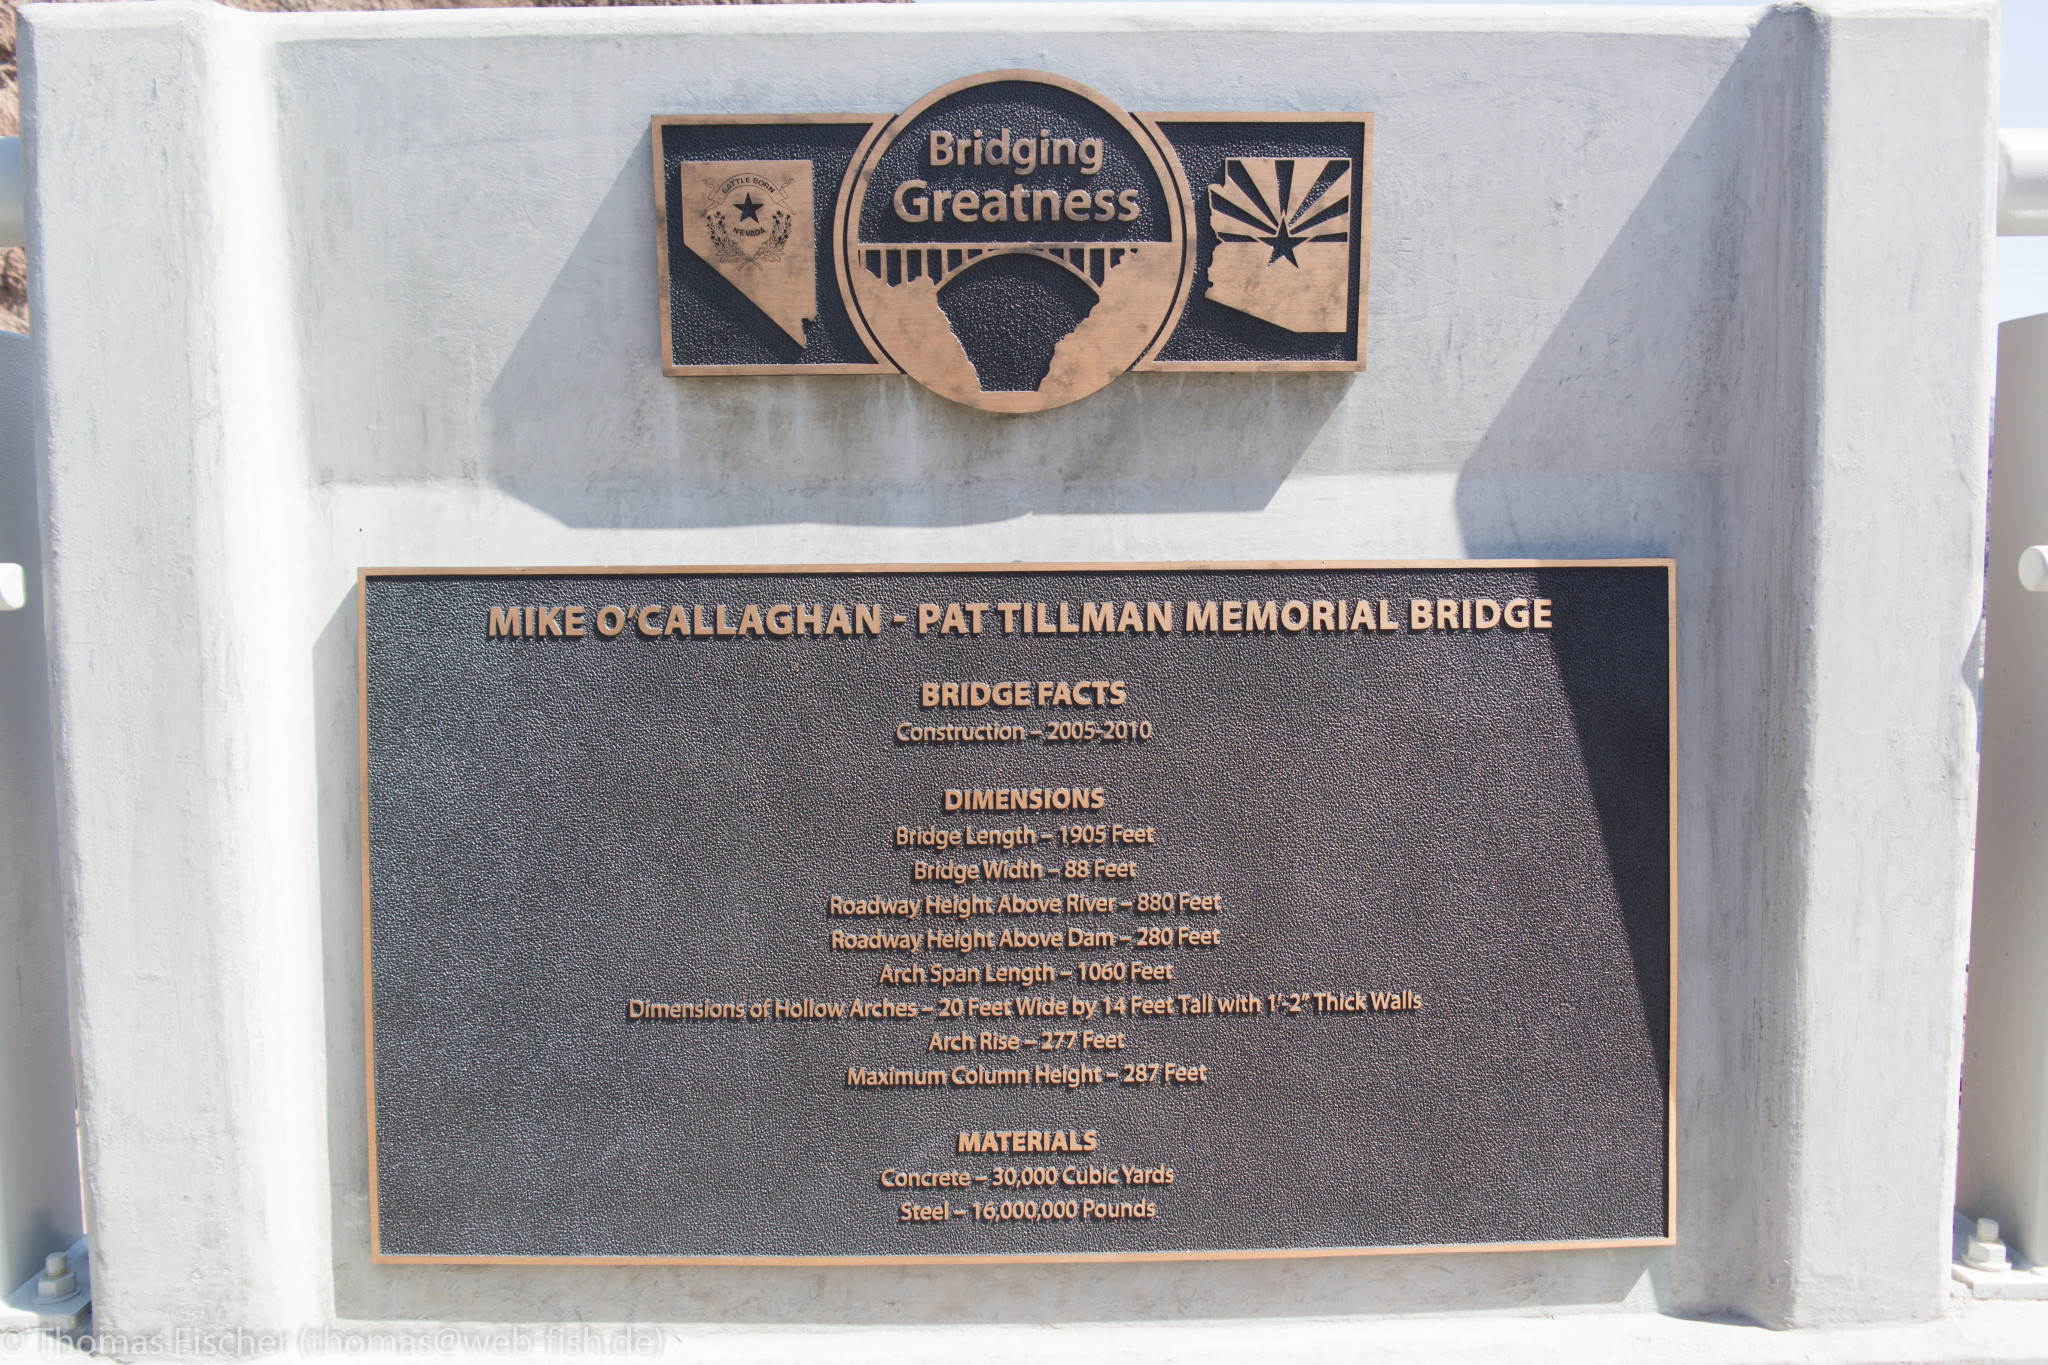 Bridging
Greatness
BATTLE BORN
NEVADA
MIKE O'CALLAGHAN - PAT TILLMAN MEMORIAL BRIDGE
BRIDGE FACTS
Construction – 2005-2010
DIMENSIONS
Bridge Length – 1905 Feet
Bridge Width – 88 Feet
Roadway Height Above River – 880 Feet
Roadway Height Above Dam – 280 Feet
Arch Span Length – 1060 Feet
Dimensions of Hollow Arches – 20 Feet Wide by 14 Feet Tall with 1'-2" Thick Walls
Arch Rise – 277 Feet
Maximum Column Height – 287 Feet
MATERIALS
Concrete – 30,000 Cubic Yards
Steel – 16,000,000 Pounds
© Thomas Fischer (thomas@web-fish.de)